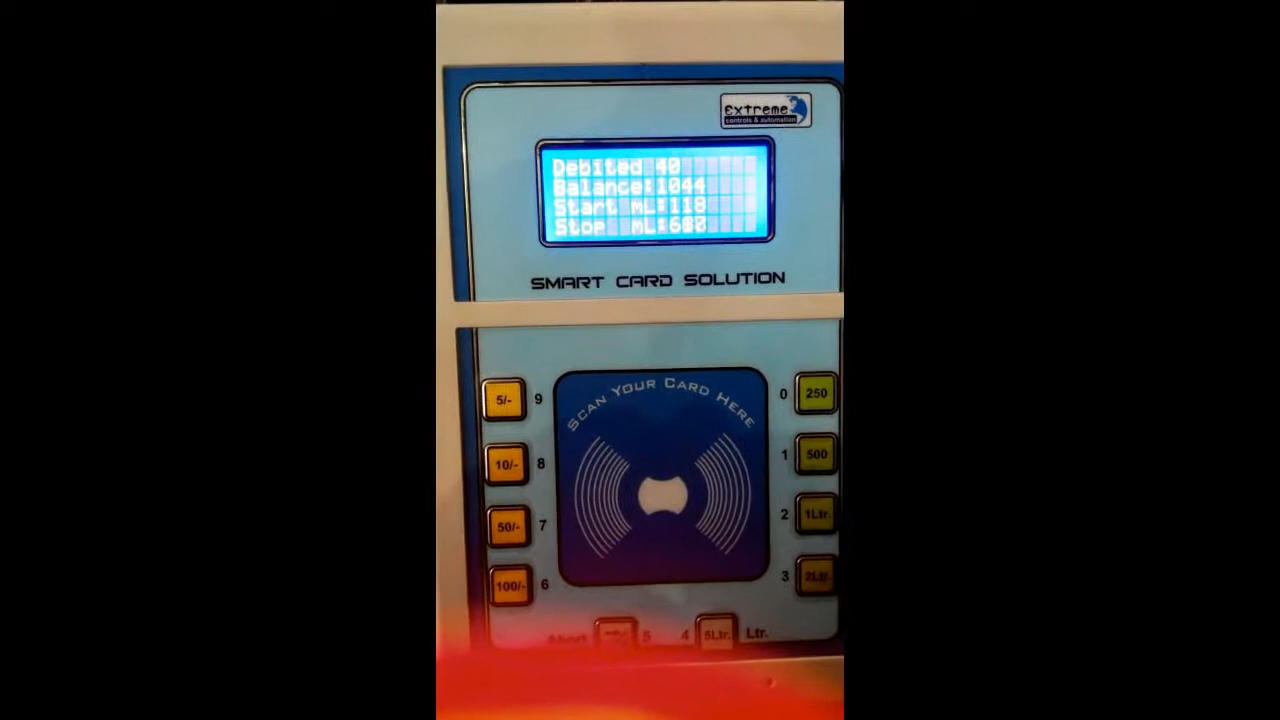 Extreme
controls & automation
Debited 40
Balance:1044
Start mL:118
Stop mL:
SMART CARD SOLUTION
SCAN YOUR CARD HERE
5/- 9
0 250
10/- 8
1 500
50/- 7
2 1Ltr.
100/- 6
3 2Ltr.
Abort 5
4 5Ltr. Ltr.